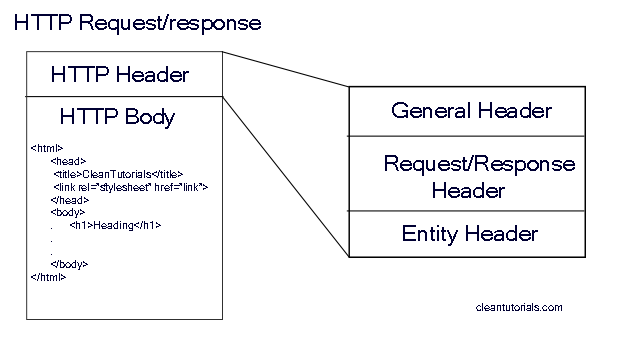 HTTP Request/response
HTTP Header
HTTP Body
<html>
<head>
<title>CleanTutorials</title>
<link rel="stylesheet" href="link">
</head>
<body>
. <h1>Heading</h1>
.
.
</body>
</html>
General Header
Request/Response
Header
Entity Header
cleantutorials.com